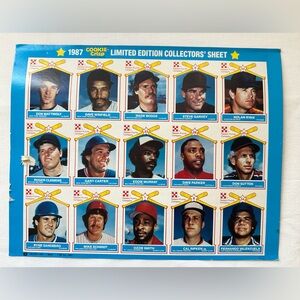 1987 COOKIE Crisp LIMITED EDITION COLLECTORS' SHEET
DON MATTINGLY DAVE WINFIELD WADE BOGGS STEVE GARVEY NOLAN RYAN
ROGER CLEMENS GARY CARTER EDDIE MURRAY DAVE PARKER DON SUTTON
RYNE SANDBERG MIKE SCHMIDT OZZIE SMITH CAL RIPKEN Jr. FERNANDO VALENZUELA